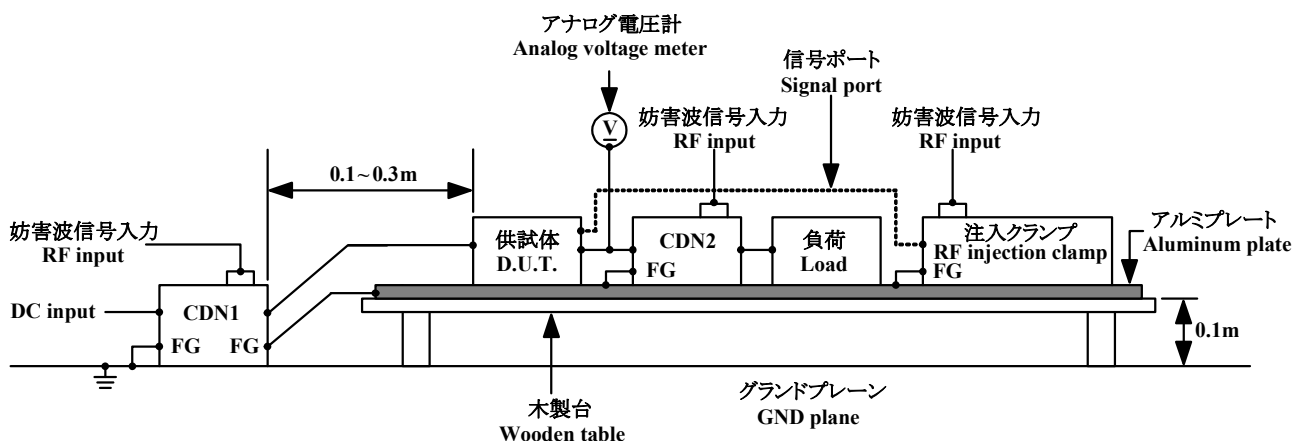 アナログ電圧計
Analog voltage meter
信号ポート
Signal port
妨害波信号入力
RF input
妨害波信号入力
RF input
V
0.1~0.3m
妨害波信号入力
RF input
供試体
D.U.T.
CDN2
FG
負荷
Load
注入クランプ
RF injection clamp
FG
アルミプレート
Aluminum plate
DC input
CDN1
FG
FG
0.1m
グランドプレーン
GND plane
木製台
Wooden table